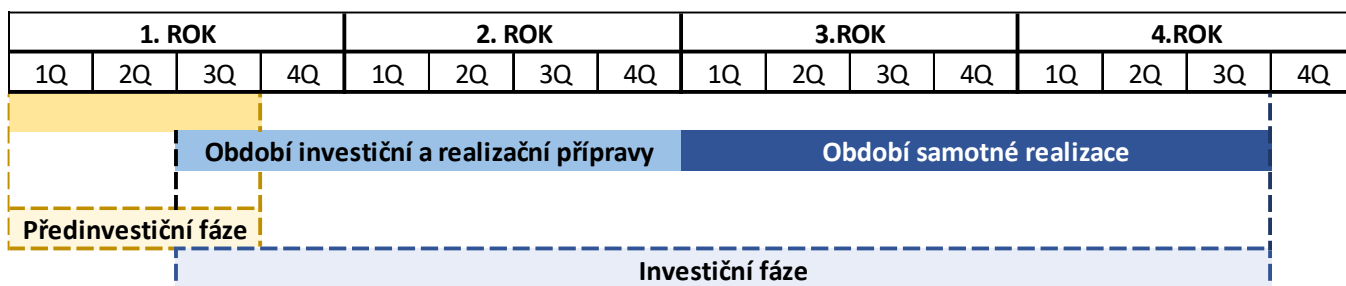 1. ROK 2. ROK 3.ROK 4.ROK
1Q 2Q 3Q 4Q 1Q 2Q 3Q 4Q 1Q 2Q 3Q 4Q 1Q 2Q 3Q 4Q
Období investiční a realizační přípravy Období samotné realizace
Předinvestiční fáze
Investiční fáze